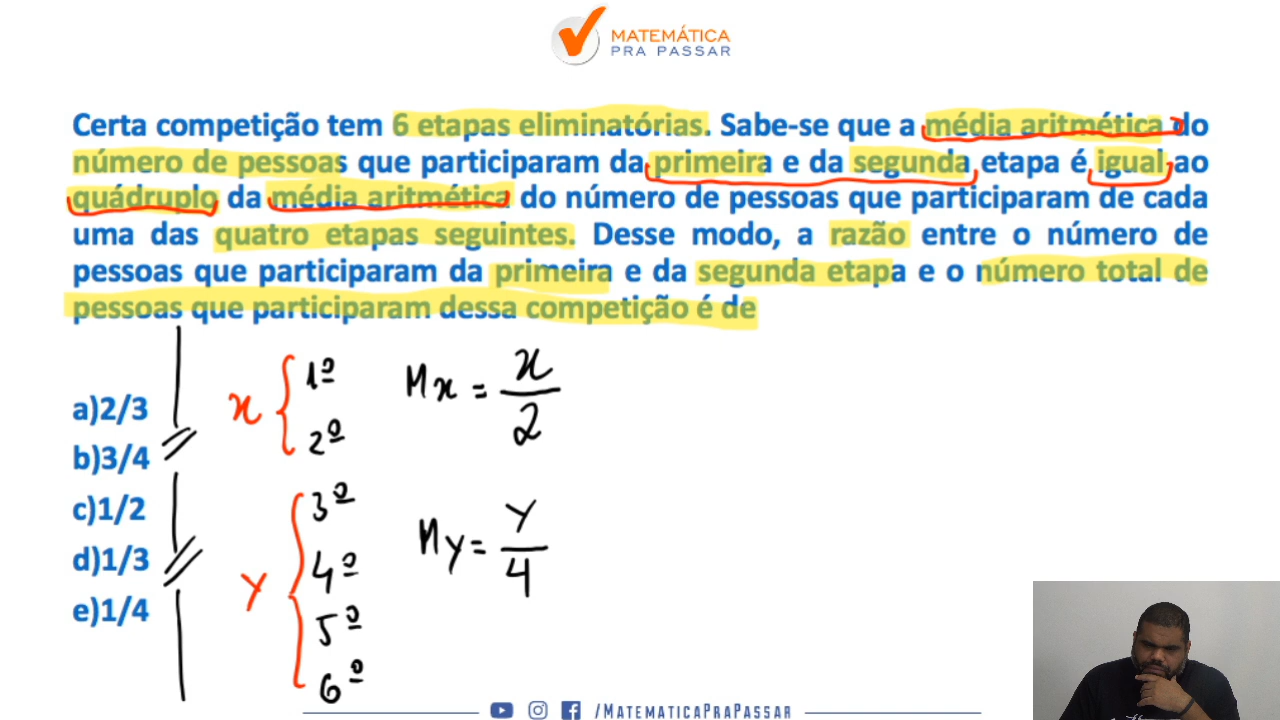 MATEMÁTICA
PRA PASSAR
Certa competição tem 6 etapas eliminatórias. Sabe-se que a média aritmética do
número de pessoas que participaram da primeira e da segunda etapa é igual ao
quádruplo da média aritmética do número de pessoas que participaram de cada
uma das quatro etapas seguintes. Desse modo, a razão entre o número de
pessoas que participaram da primeira e da segunda etapa e o número total de
pessoas que participaram dessa competição é de
a)2/3
b)3/4
c)1/2
d)1/3
e)1/4
x { 1º
2º
Mx = x/2
y { 3º
4º
5º
6º
My = y/4
/MATEMATICAPRAPASSAR